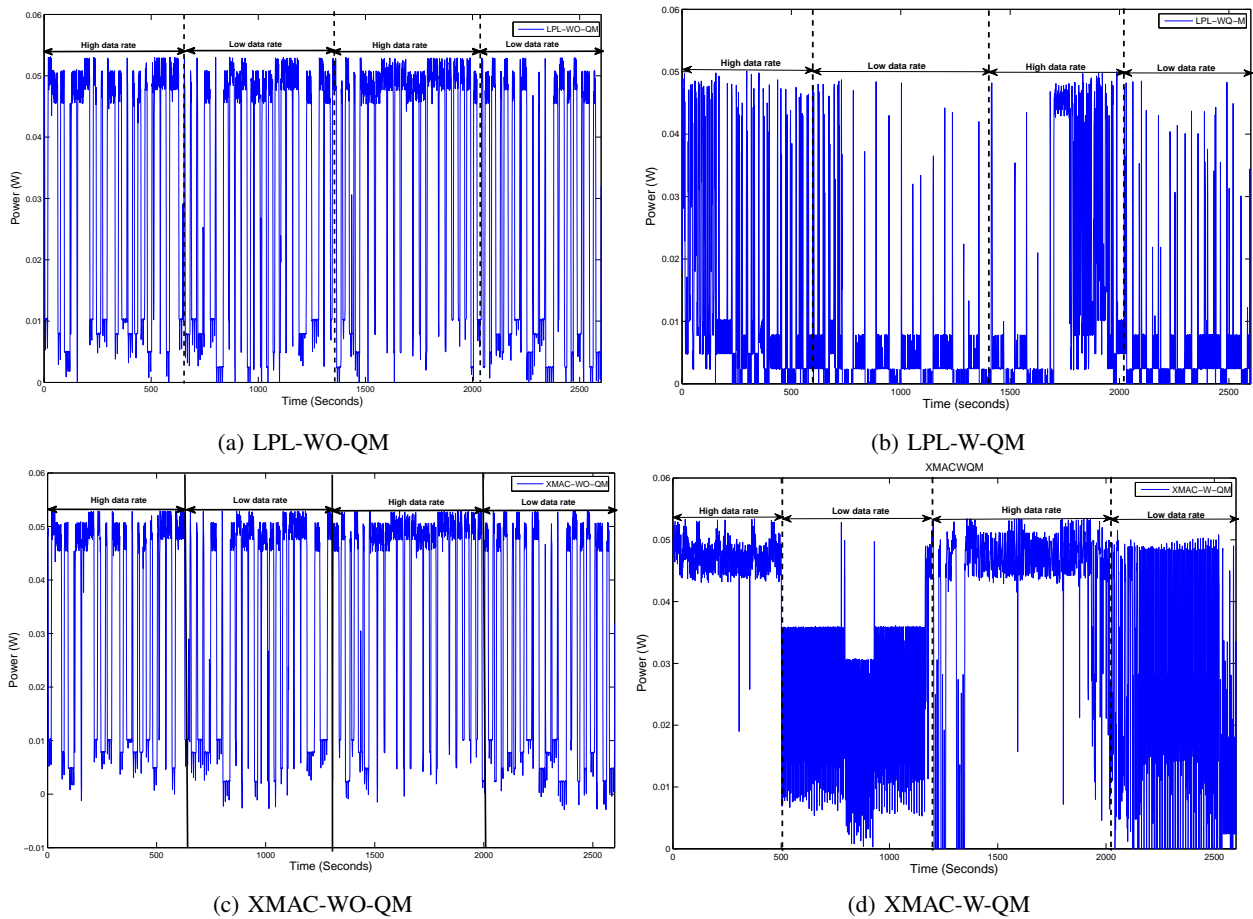 0.06
LPL−WO−QM
High data rate
Low data rate
High data rate
Low data rate
0.05
0.04
0.03
0.02
0.01
0
Power (W)
0
500
1000
1500
2000
2500
Time (Seconds)
(a) LPL-WO-QM
0.06
LPL−WQ−M
High data rate
Low data rate
High data rate
Low data rate
0.05
0.04
0.03
0.02
0.01
0
Power (W)
0
500
1000
1500
2000
2500
Time (seconds)
(b) LPL-W-QM
0.06
XMAC−WO−QM
High data rate
Low data rate
High data rate
Low data rate
0.05
0.04
0.03
0.02
0.01
0
−0.01
Power (W)
0
500
1000
1500
2000
2500
Time (Seconds)
(c) XMAC-WO-QM
XMACWQM
0.06
XMAC−W−QM
High data rate
Low data rate
High data rate
Low data rate
0.05
0.04
0.03
0.02
0.01
0
Power (W)
0
500
1000
1500
2000
2500
Time (Seconds)
(d) XMAC-W-QM